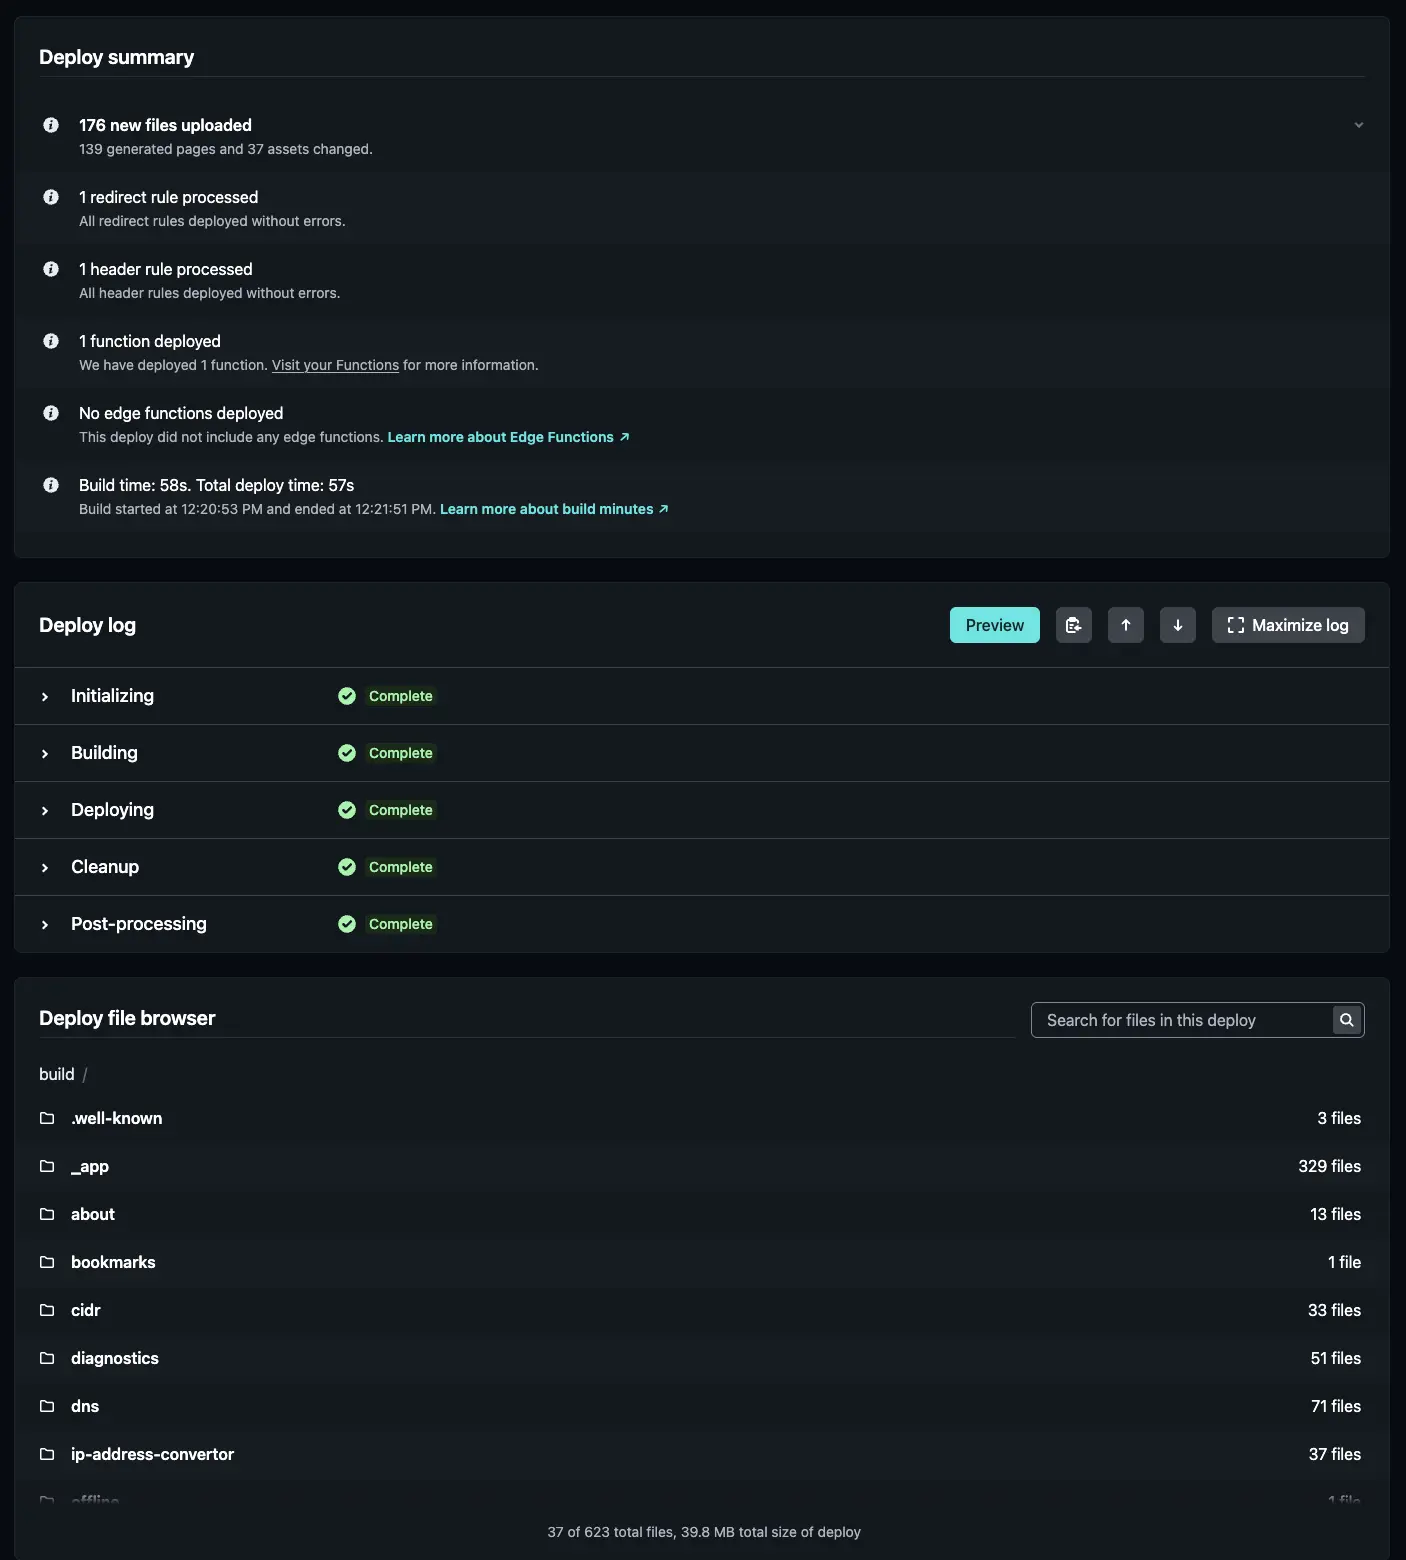 Deploy summary
176 new files uploaded
139 generated pages and 37 assets changed.
1 redirect rule processed
All redirect rules deployed without errors.
1 header rule processed
All header rules deployed without errors.
1 function deployed
We have deployed 1 function. Visit your Functions for more information.
No edge functions deployed
This deploy did not include any edge functions. Learn more about Edge Functions ↗
Build time: 58s. Total deploy time: 57s
Build started at 12:20:53 PM and ended at 12:21:51 PM. Learn more about build minutes ↗
Deploy log
Preview
Maximize log
Initializing Complete
Building Complete
Deploying Complete
Cleanup Complete
Post-processing Complete
Deploy file browser
Search for files in this deploy
build /
.well-known 3 files
_app 329 files
about 13 files
bookmarks 1 file
cidr 33 files
diagnostics 51 files
dns 71 files
ip-address-convertor 37 files
offline 1 file
37 of 623 total files, 39.8 MB total size of deploy